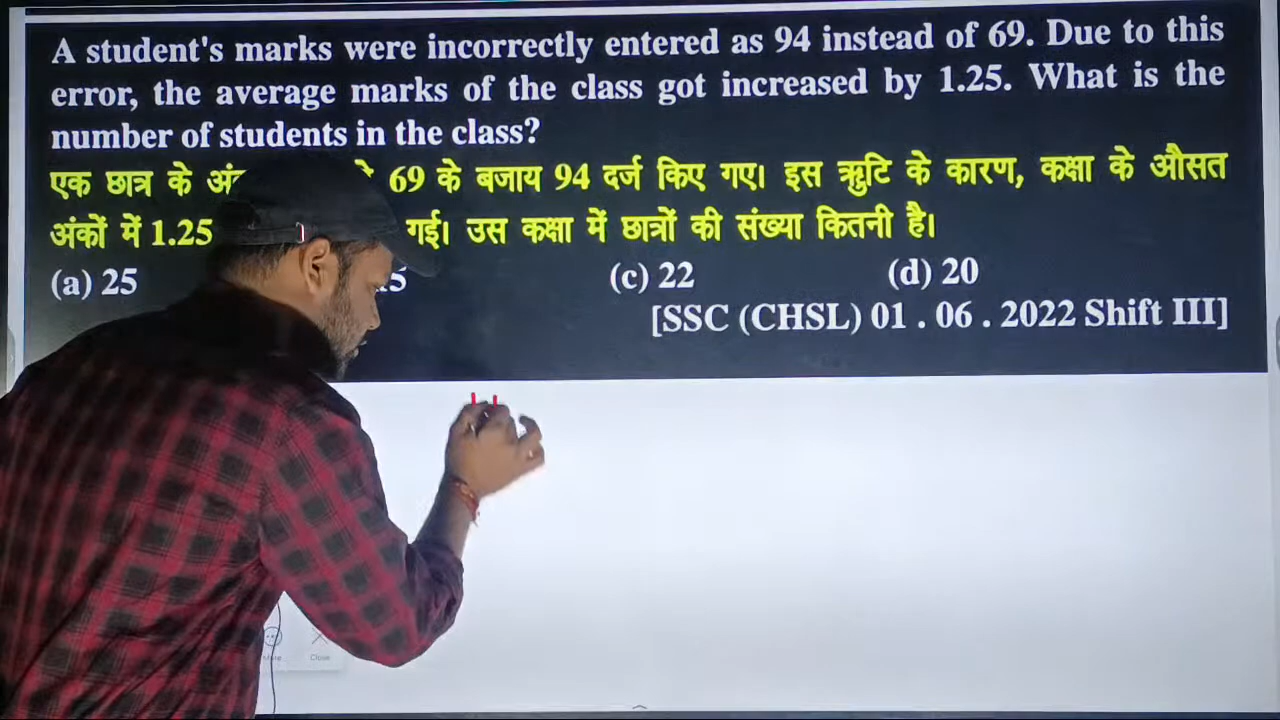 A student's marks were incorrectly entered as 94 instead of 69. Due to this
error, the average marks of the class got increased by 1.25. What is the
number of students in the class?
एक छात्र के 69 के बजाय 94 दर्ज किए गए। इस ऋुटि के कारण, कक्षा के औसत
अंकों में 1.25 गई। उस कक्षा में छात्रों की संख्या कितनी है।
(a) 25 (c) 22 (d) 20
[SSC (CHSL) 01 . 06 . 2022 Shift III]
Close